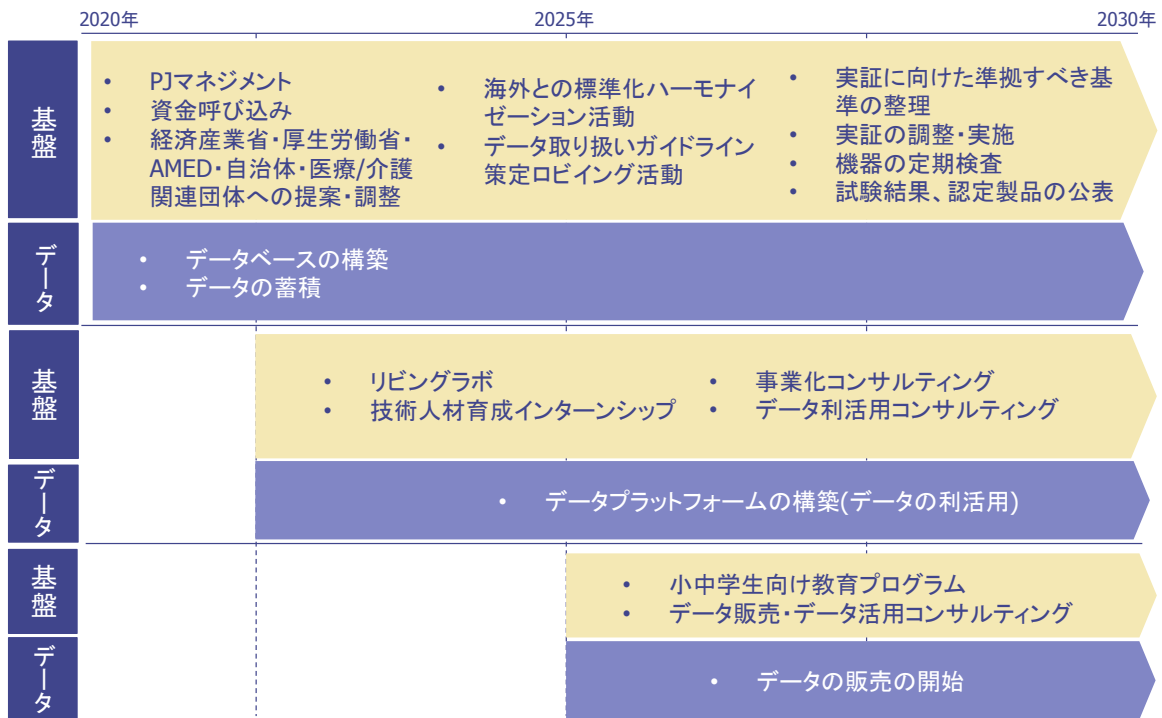 2020年
2025年
2030年
基盤
• PJマネジメント
• 資金呼び込み
• 経済産業省・厚生労働省・
AMED・自治体・医療/介護
関連団体への提案・調整
• 海外との標準化ハーモナイ
ゼーション活動
• データ取り扱いガイドライン
策定ロビイング活動
• 実証に向けた準拠すべき基
準の整理
• 実証の調整・実施
• 機器の定期検査
• 試験結果、認定製品の公表
データ
• データベースの構築
• データの蓄積
基盤
• リビングラボ
• 技術人材育成インターンシップ
• 事業化コンサルティング
• データ利活用コンサルティング
データ
• データプラットフォームの構築(データの利活用)
基盤
• 小中学生向け教育プログラム
• データ販売・データ活用コンサルティング
データ
• データの販売の開始